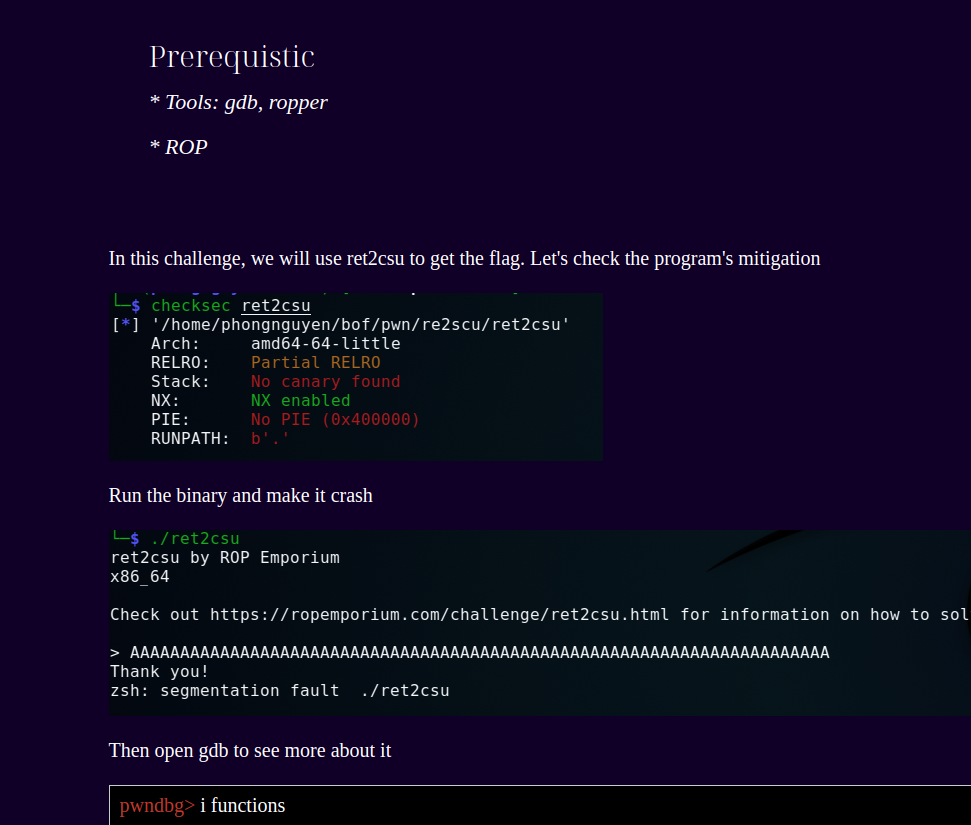 Prerequistic
* Tools: gdb, ropper
* ROP
In this challenge, we will use ret2csu to get the flag. Let's check the program's mitigation
└─$ checksec ret2csu
[*] '/home/phongnguyen/bof/pwn/re2scu/ret2csu'
Arch: amd64-64-little
RELRO: Partial RELRO
Stack: No canary found
NX: NX enabled
PIE: No PIE (0x400000)
RUNPATH: b'.'
Run the binary and make it crash
└─$ ./ret2csu
ret2csu by ROP Emporium
x86_64
Check out https://ropemporium.com/challenge/ret2csu.html for information on how to sol
> AAAAAAAAAAAAAAAAAAAAAAAAAAAAAAAAAAAAAAAAAAAAAAAAAAAAAAAAAAAAAAAAAAAAAA
Thank you!
zsh: segmentation fault  ./ret2csu
Then open gdb to see more about it
pwndbg> i functions